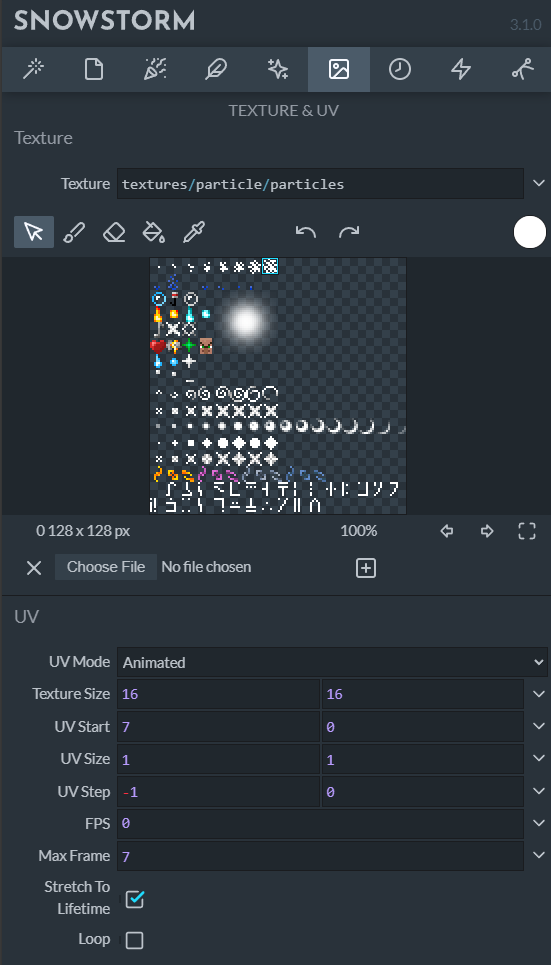 SNOWSTORM 3.1.0
TEXTURE & UV
Texture
Texture textures/particle/particles
0 128 x 128 px 100%
Choose File No file chosen
UV
UV Mode Animated
Texture Size 16 16
UV Start 7 0
UV Size 1 1
UV Step -1 0
FPS 0
Max Frame 7
Stretch To
Lifetime
Loop